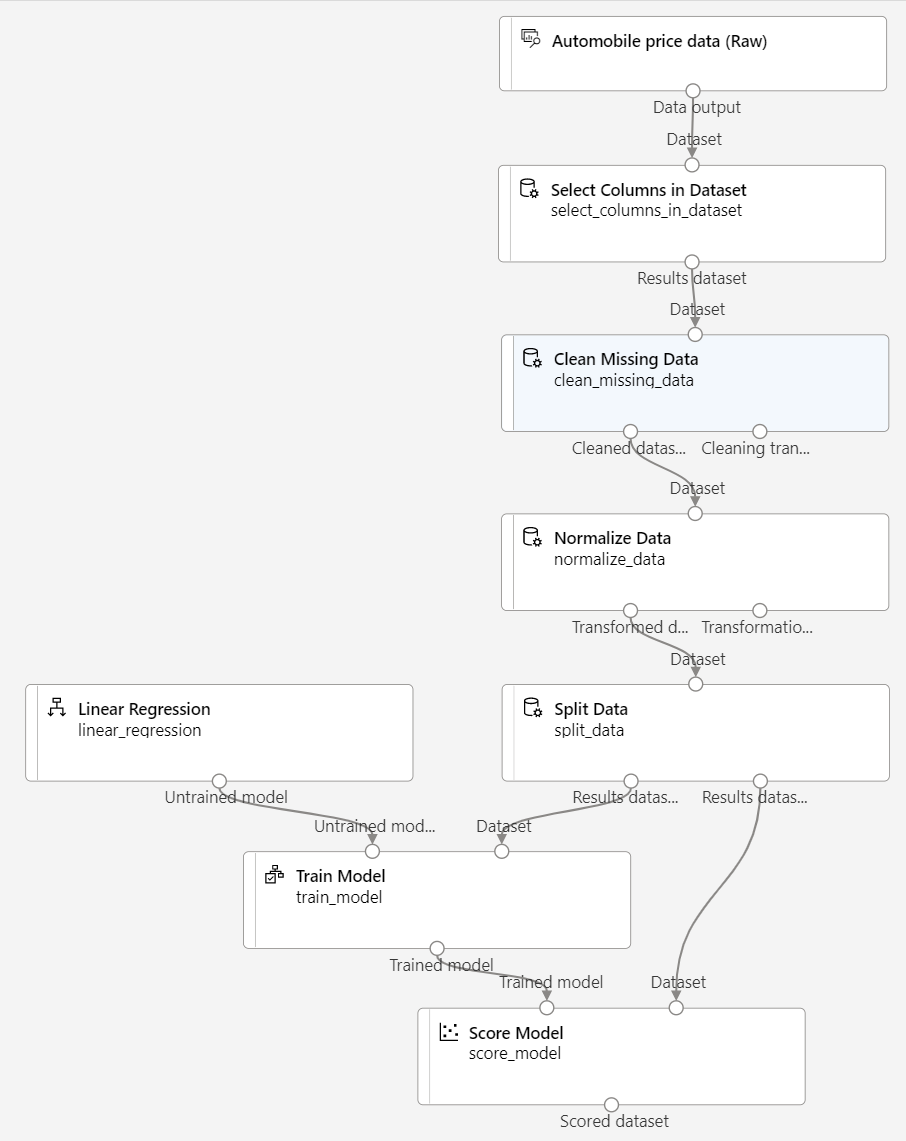 Automobile price data (Raw)
Data output
Dataset
Select Columns in Dataset
select_columns_in_dataset
Results dataset
Dataset
Clean Missing Data
clean_missing_data
Cleaned datas... Cleaning tran...
Dataset
Normalize Data
normalize_data
Transformed d... Transformatio...
Dataset
Linear Regression
linear_regression
Untrained model
Split Data
split_data
Results datas... Results datas...
Untrained mod... Dataset
Train Model
train_model
Trained model
Trained model Dataset
Score Model
score_model
Scored dataset